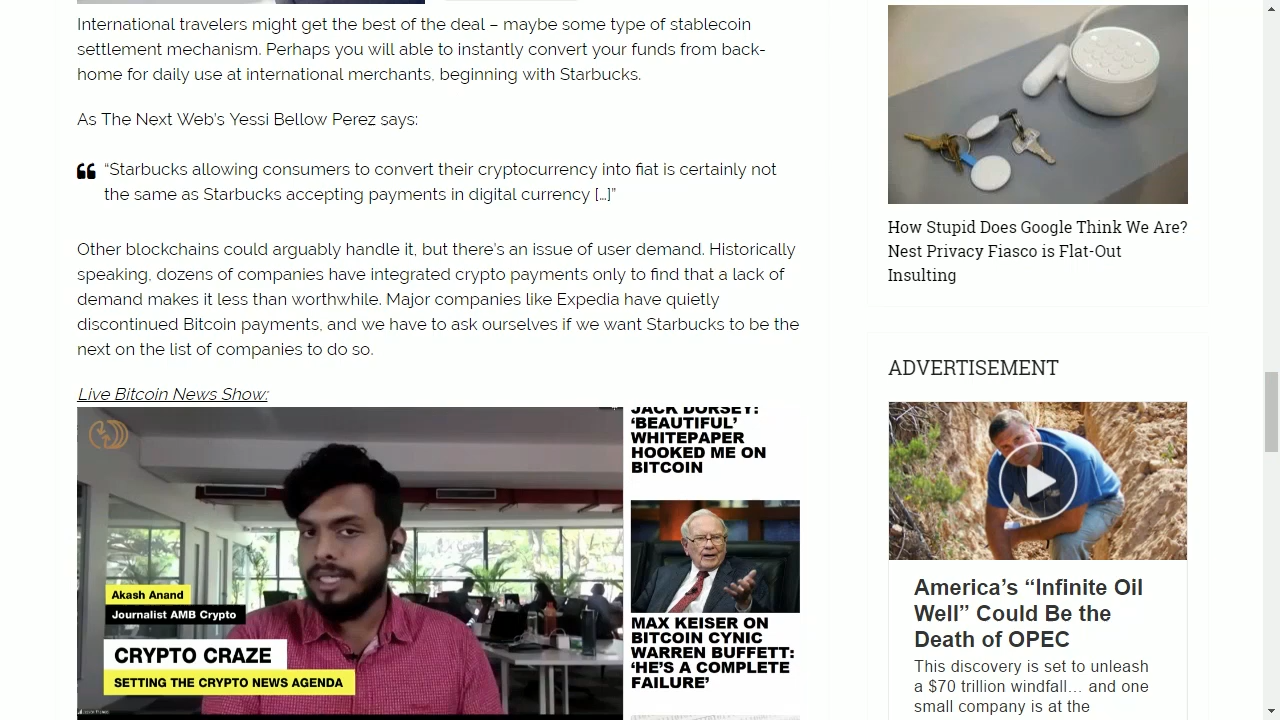 International travelers might get the best of the deal – maybe some type of stablecoin
settlement mechanism. Perhaps you will able to instantly convert your funds from back-
home for daily use at international merchants, beginning with Starbucks.
As The Next Web's Yessi Bellow Perez says:
“Starbucks allowing consumers to convert their cryptocurrency into fiat is certainly not
the same as Starbucks accepting payments in digital currency […]”
Other blockchains could arguably handle it, but there's an issue of user demand. Historically
speaking, dozens of companies have integrated crypto payments only to find that a lack of
demand makes it less than worthwhile. Major companies like Expedia have quietly
discontinued Bitcoin payments, and we have to ask ourselves if we want Starbucks to be the
next on the list of companies to do so.
Live Bitcoin News Show:
Akash Anand
Journalist AMB Crypto
CRYPTO CRAZE
SETTING THE CRYPTO NEWS AGENDA
JACK DORSEY:
‘BEAUTIFUL’
WHITEPAPER
HOOKED ME ON
BITCOIN
MAX KEISER ON
BITCOIN CYNIC
WARREN BUFFETT:
‘HE’S A COMPLETE
FAILURE’
How Stupid Does Google Think We Are?
Nest Privacy Fiasco is Flat-Out
Insulting
ADVERTISEMENT
America’s “Infinite Oil
Well” Could Be the
Death of OPEC
This discovery is set to unleash
a $70 trillion windfall… and one
small company is at the